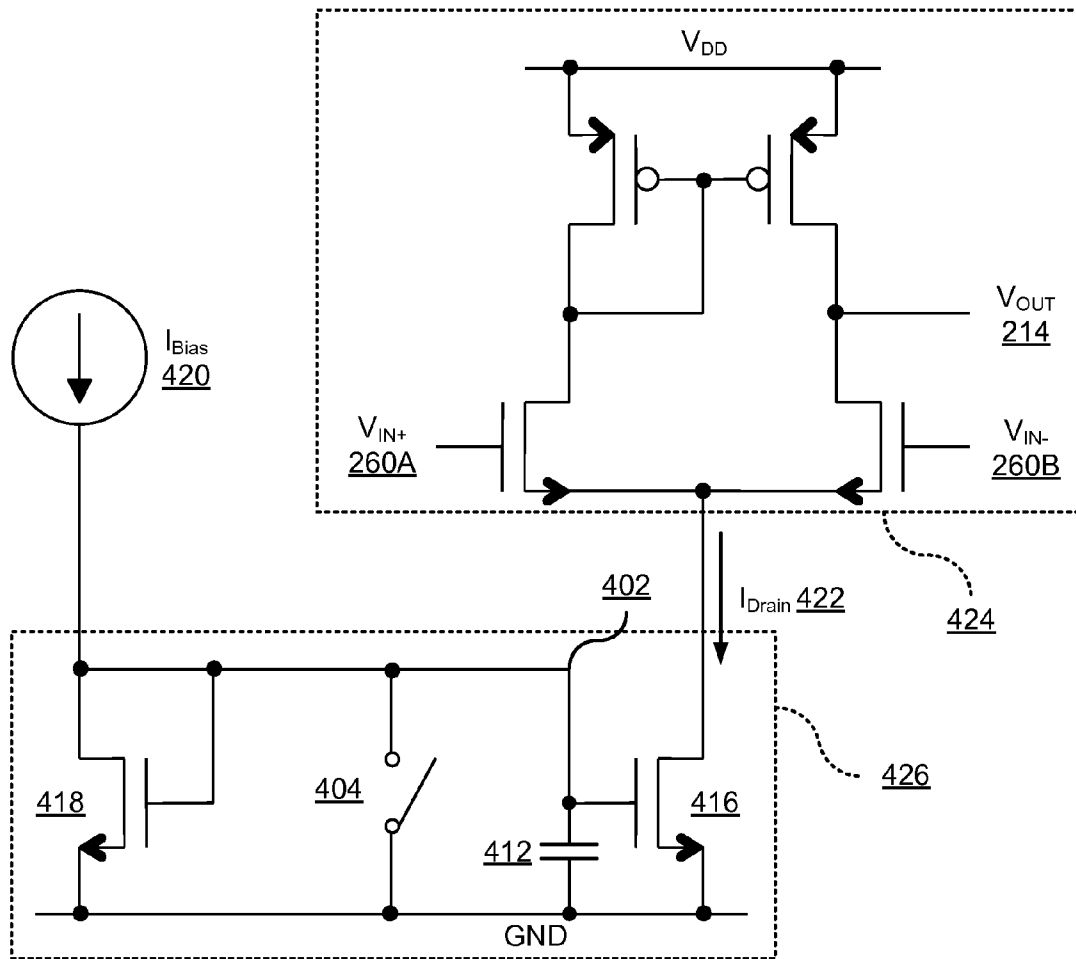 V_DD
I_Bias
420
V_OUT
214
V_IN+
260A
V_IN-
260B
402
I_Drain 422
424
418
404
412
416
426
GND